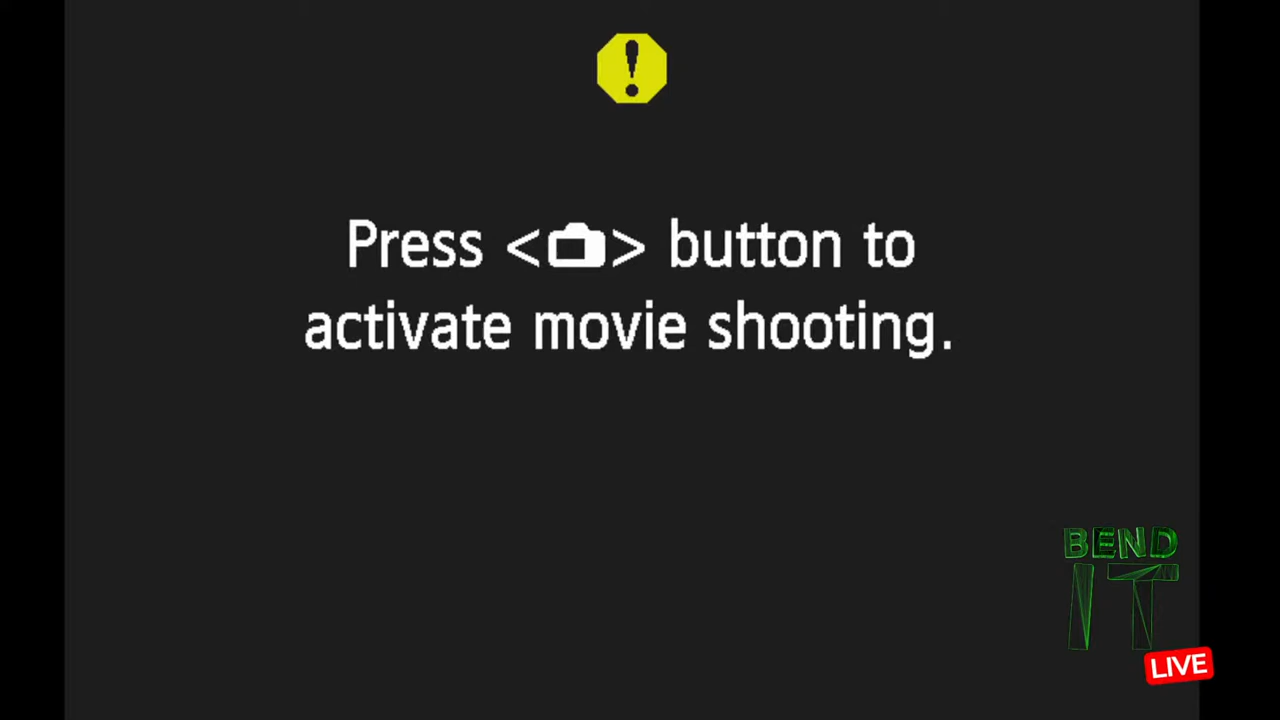 Press <📷> button to
activate movie shooting.
BEND
IT
LIVE